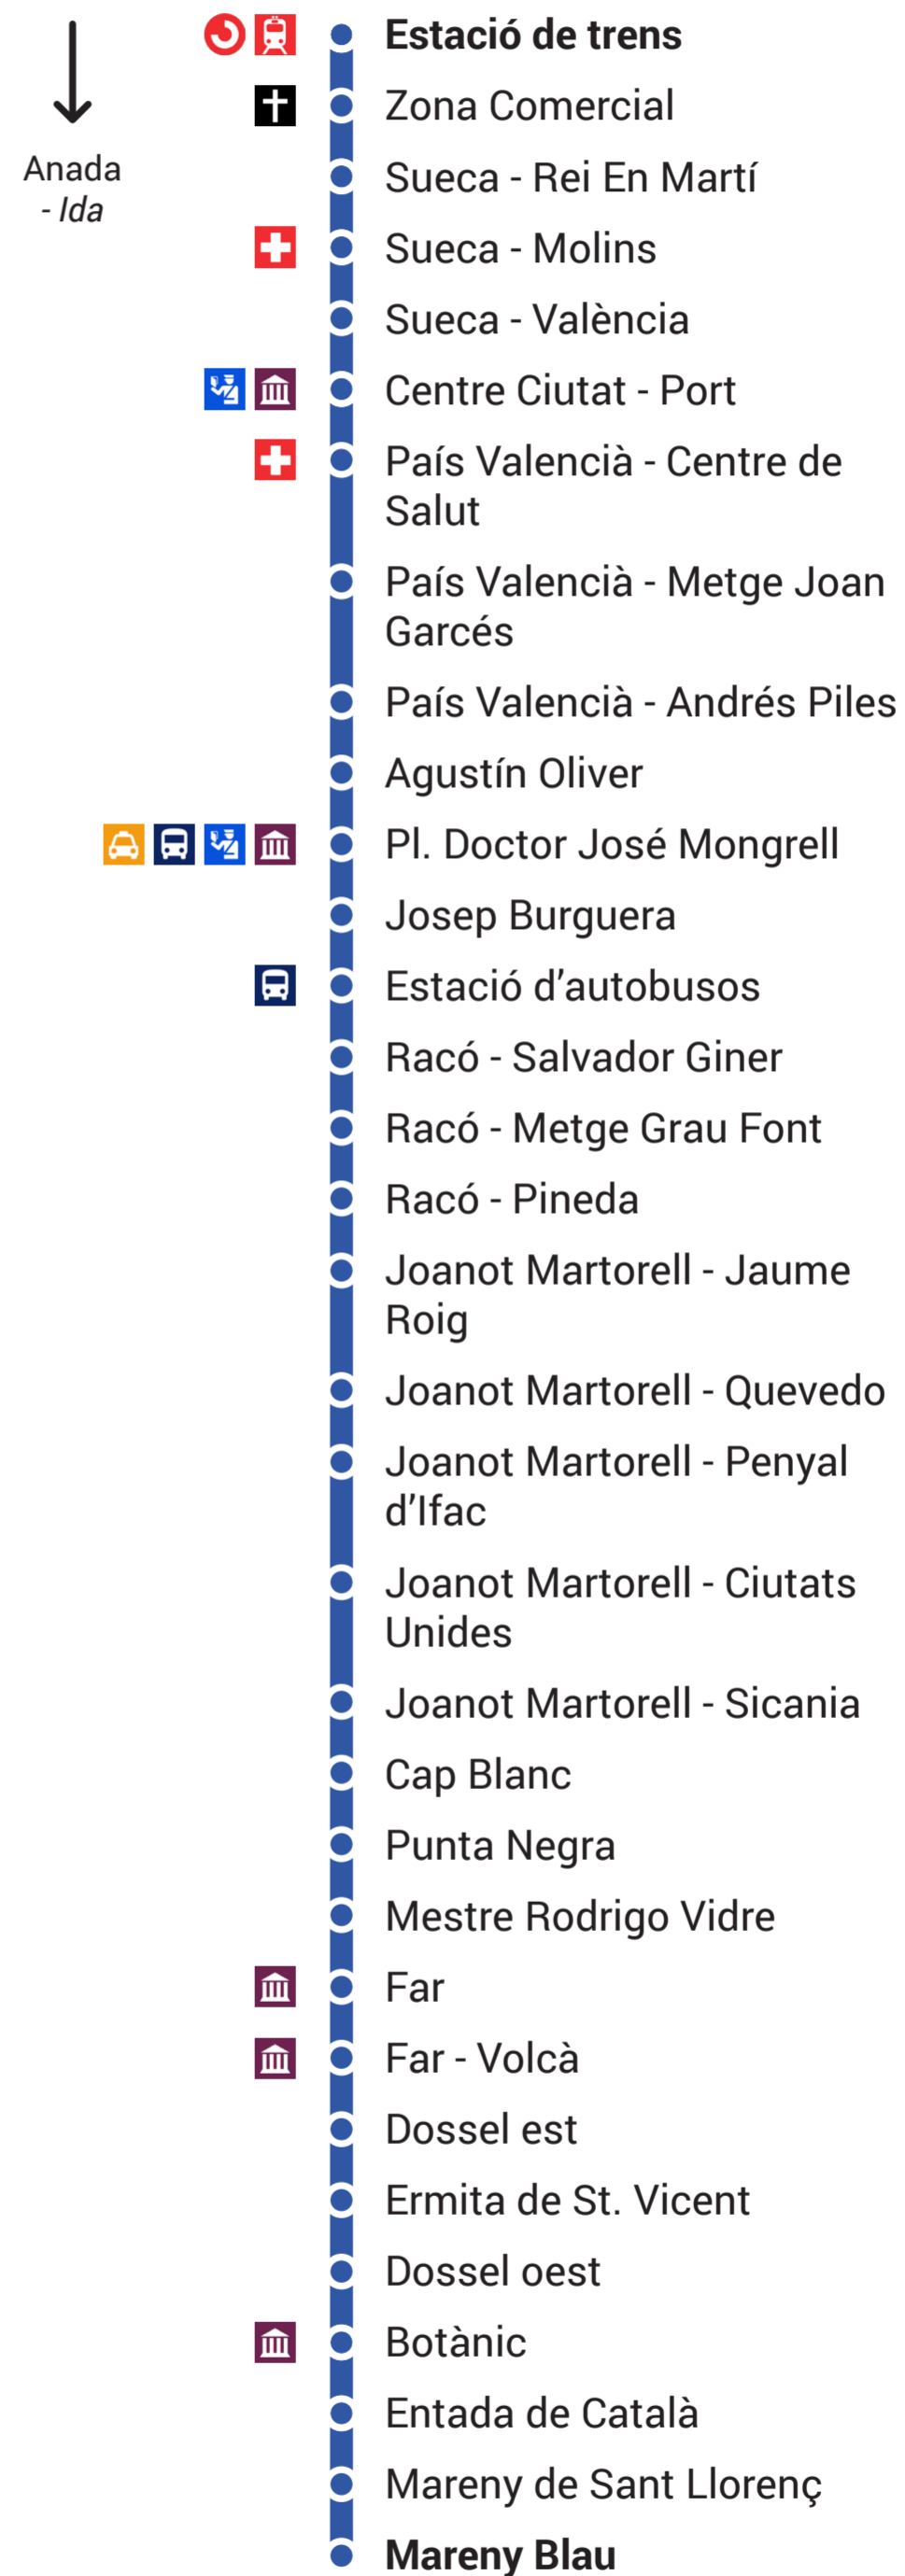 Anada
- Ida
Estació de trens
Zona Comercial
Sueca - Rei En Martí
Sueca - Molins
Sueca - València
Centre Ciutat - Port
País Valencià - Centre de
Salut
País Valencià - Metge Joan
Garcés
País Valencià - Andrés Piles
Agustín Oliver
Pl. Doctor José Mongrell
Josep Burguera
Estació d’autobusos
Racó - Salvador Giner
Racó - Metge Grau Font
Racó - Pineda
Joanot Martorell - Jaume
Roig
Joanot Martorell - Quevedo
Joanot Martorell - Penyal
d’Ifac
Joanot Martorell - Ciutats
Unides
Joanot Martorell - Sicania
Cap Blanc
Punta Negra
Mestre Rodrigo Vidre
Far
Far - Volcà
Dossel est
Ermita de St. Vicent
Dossel oest
Botànic
Entada de Català
Mareny de Sant Llorenç
Mareny Blau